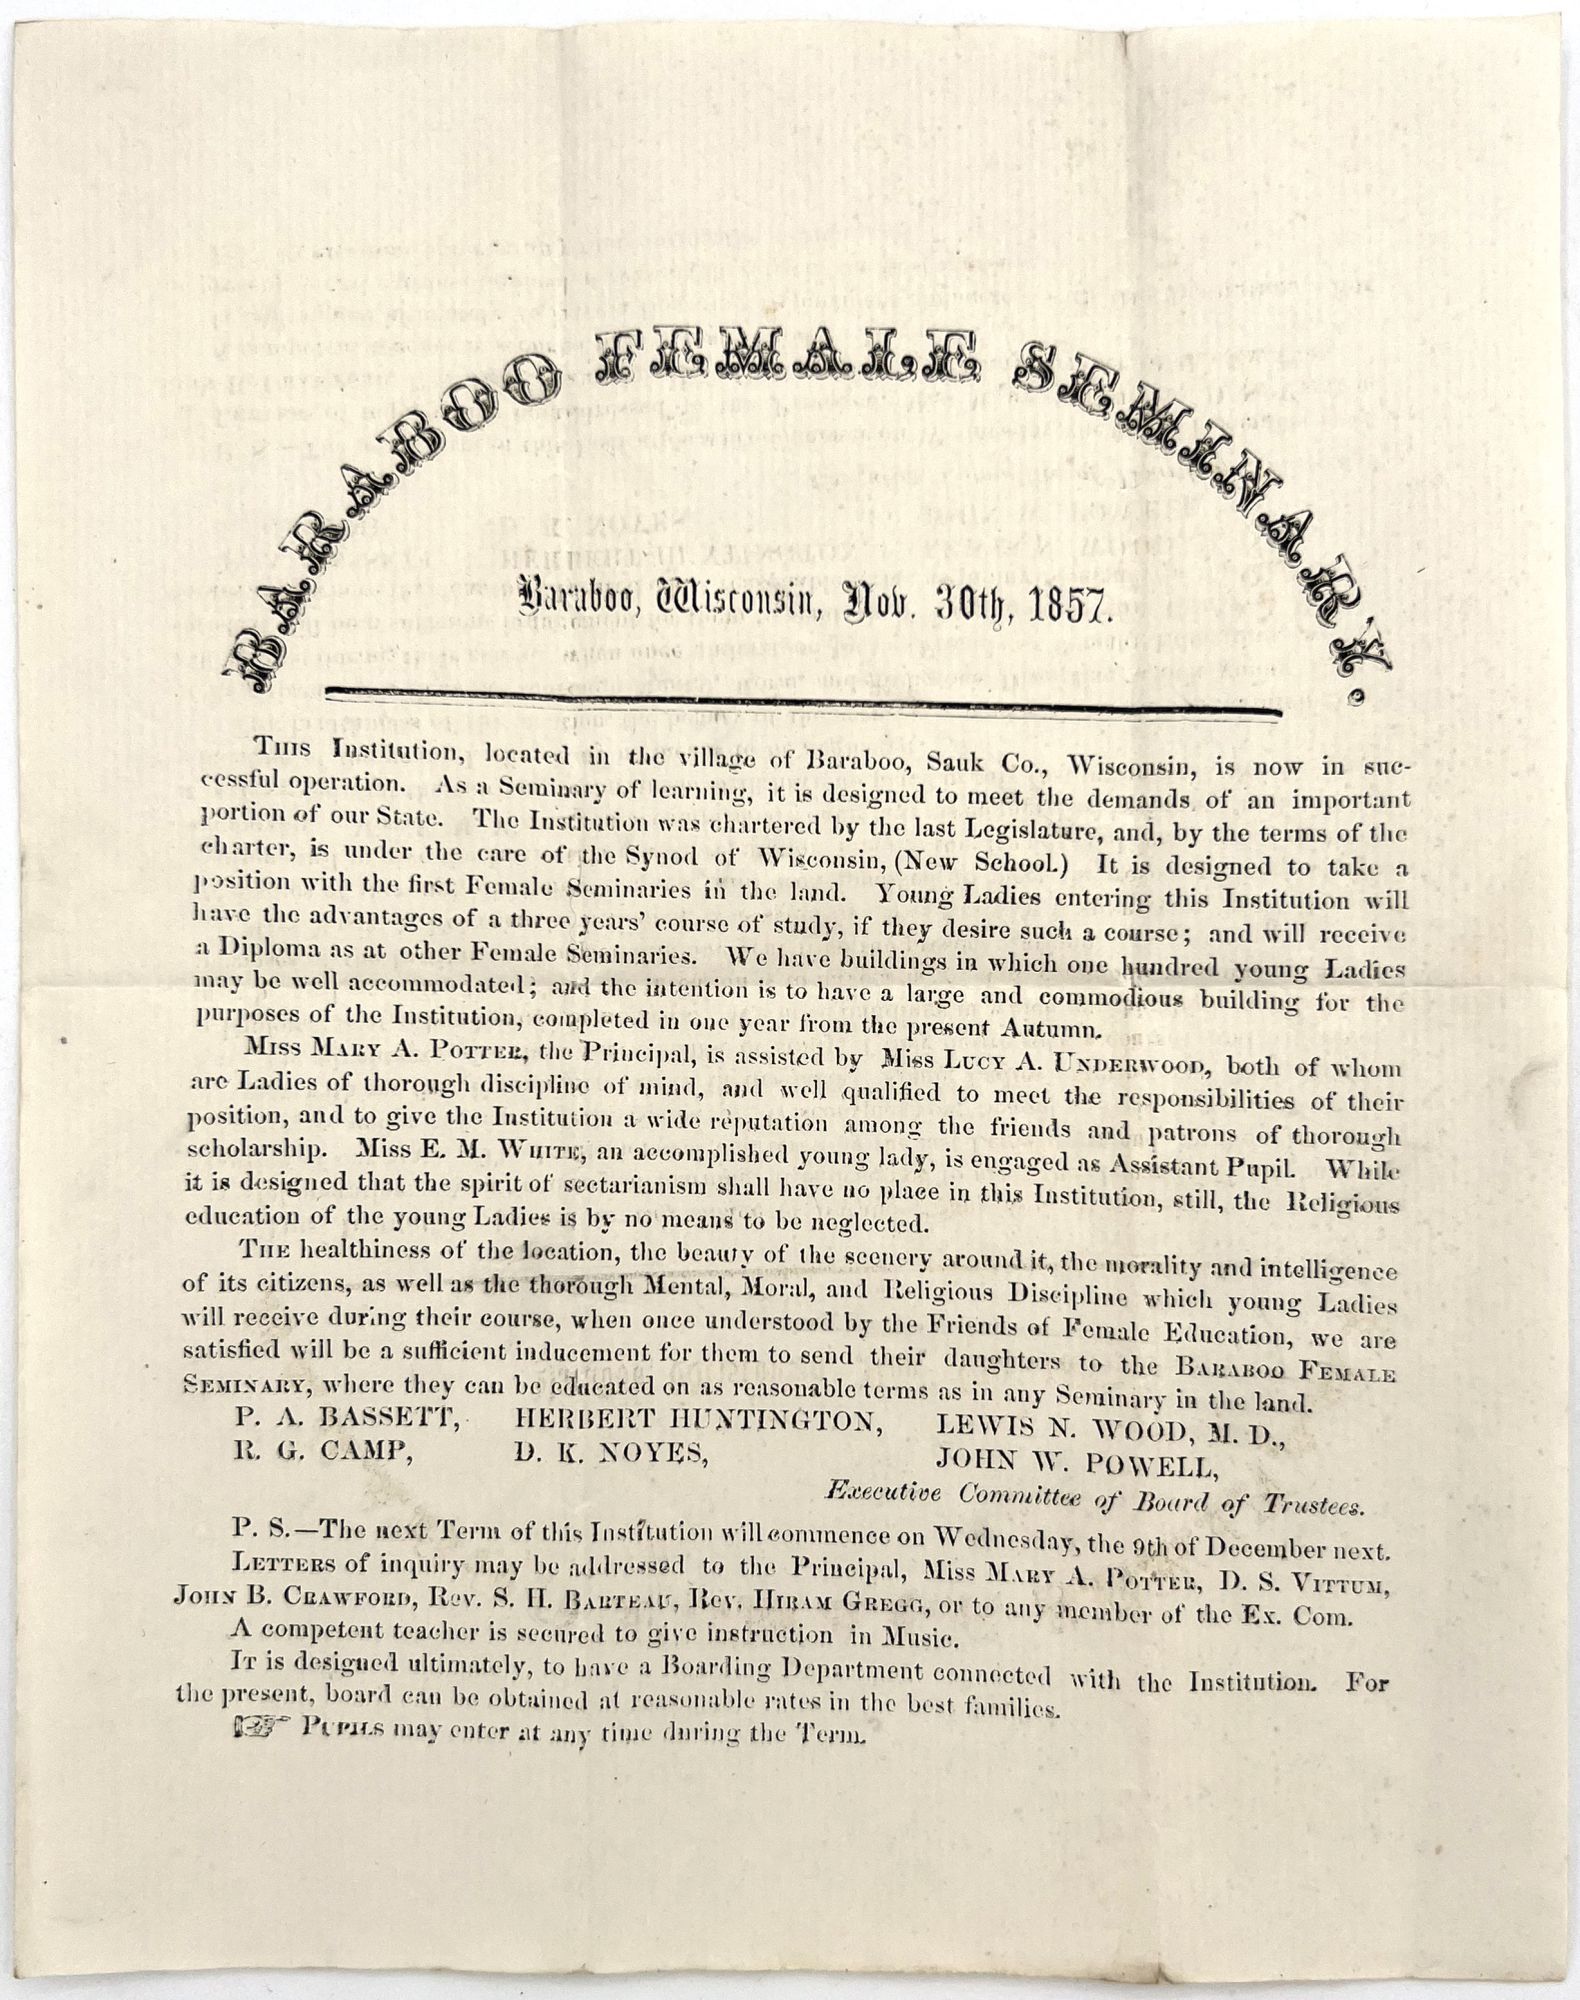 BARABOO FEMALE SEMINARY.
Baraboo, Wisconsin, Nov. 30th, 1857.
THIS Institution, located in the village of Baraboo, Sauk Co., Wisconsin, is now in suc-
cessful operation. As a Seminary of learning, it is designed to meet the demands of an important
portion of our State. The Institution was chartered by the last Legislature, and, by the terms of the
charter, is under the care of the Synod of Wisconsin, (New School.) It is designed to take a
position with the first Female Seminaries in the land. Young Ladies entering this Institution will
have the advantages of a three years' course of study, if they desire such a course; and will receive
a Diploma as at other Female Seminaries. We have buildings in which one hundred young Ladies
may be well accommodated; and the intention is to have a large and commodious building for the
purposes of the Institution, completed in one year from the present Autumn.
MISS MARY A. POTTER, the Principal, is assisted by MISS LUCY A. UNDERWOOD, both of whom
are Ladies of thorough discipline of mind, and well qualified to meet the responsibilities of their
position, and to give the Institution a wide reputation among the friends and patrons of thorough
scholarship. MISS E. M. WHITE, an accomplished young lady, is engaged as Assistant Pupil. While
it is designed that the spirit of sectarianism shall have no place in this Institution, still, the Religious
education of the young Ladies is by no means to be neglected.
THE healthiness of the location, the beauty of the scenery around it, the morality and intelligence
of its citizens, as well as the thorough Mental, Moral, and Religious Discipline which young Ladies
will receive during their course, when once understood by the Friends of Female Education, we are
satisfied will be a sufficient inducement for them to send their daughters to the BARABOO FEMALE
SEMINARY, where they can be educated on as reasonable terms as in any Seminary in the land.
P. A. BASSETT, HERBERT HUNTINGTON, LEWIS N. WOOD, M. D.,
R. G. CAMP, D. K. NOYES, JOHN W. POWELL,
Executive Committee of Board of Trustees.
P. S.—The next Term of this Institution will commence on Wednesday, the 9th of December next.
LETTERS of inquiry may be addressed to the Principal, MISS MARY A. POTTER, D. S. VITTUM,
JOHN B. CRAWFORD, REV. S. H. BARTEAU, REV. HIRAM GREGG, or to any member of the Ex. Com.
A competent teacher is secured to give instruction in Music.
IT is designed ultimately, to have a Boarding Department connected with the Institution. For
the present, board can be obtained at reasonable rates in the best families.
☞ PUPILS may enter at any time during the Term.